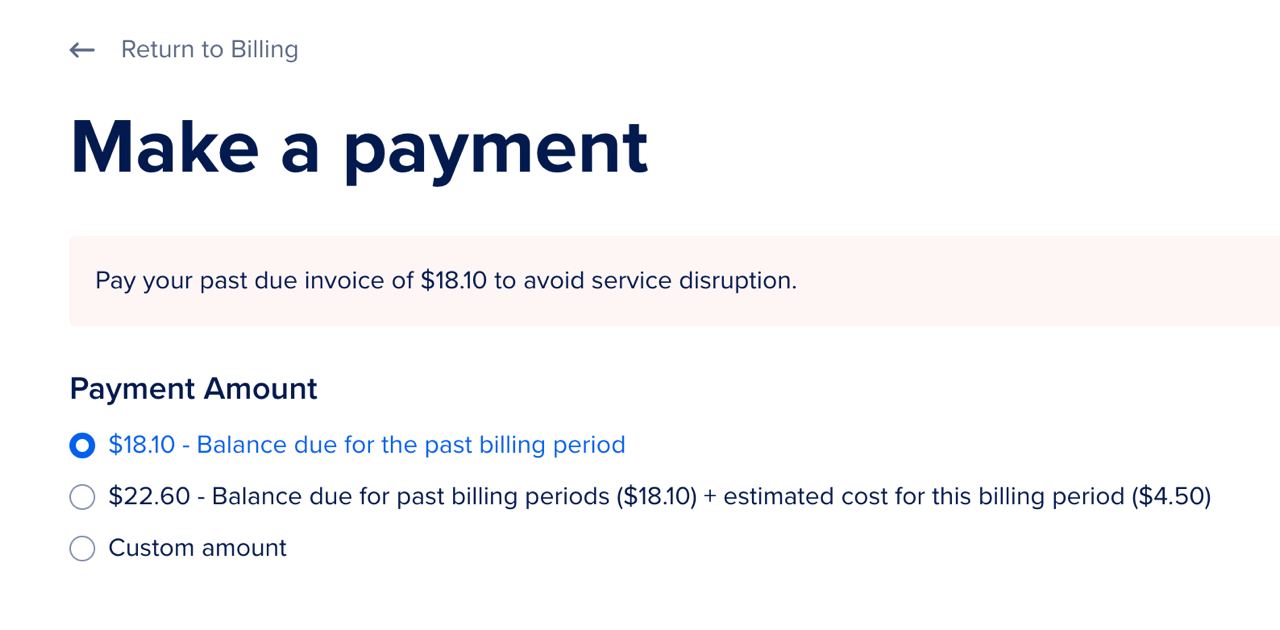 Return to Billing
Make a payment
Pay your past due invoice of $18.10 to avoid service disruption.
Payment Amount
$18.10 - Balance due for the past billing period
$22.60 - Balance due for past billing periods ($18.10) + estimated cost for this billing period ($4.50)
Custom amount